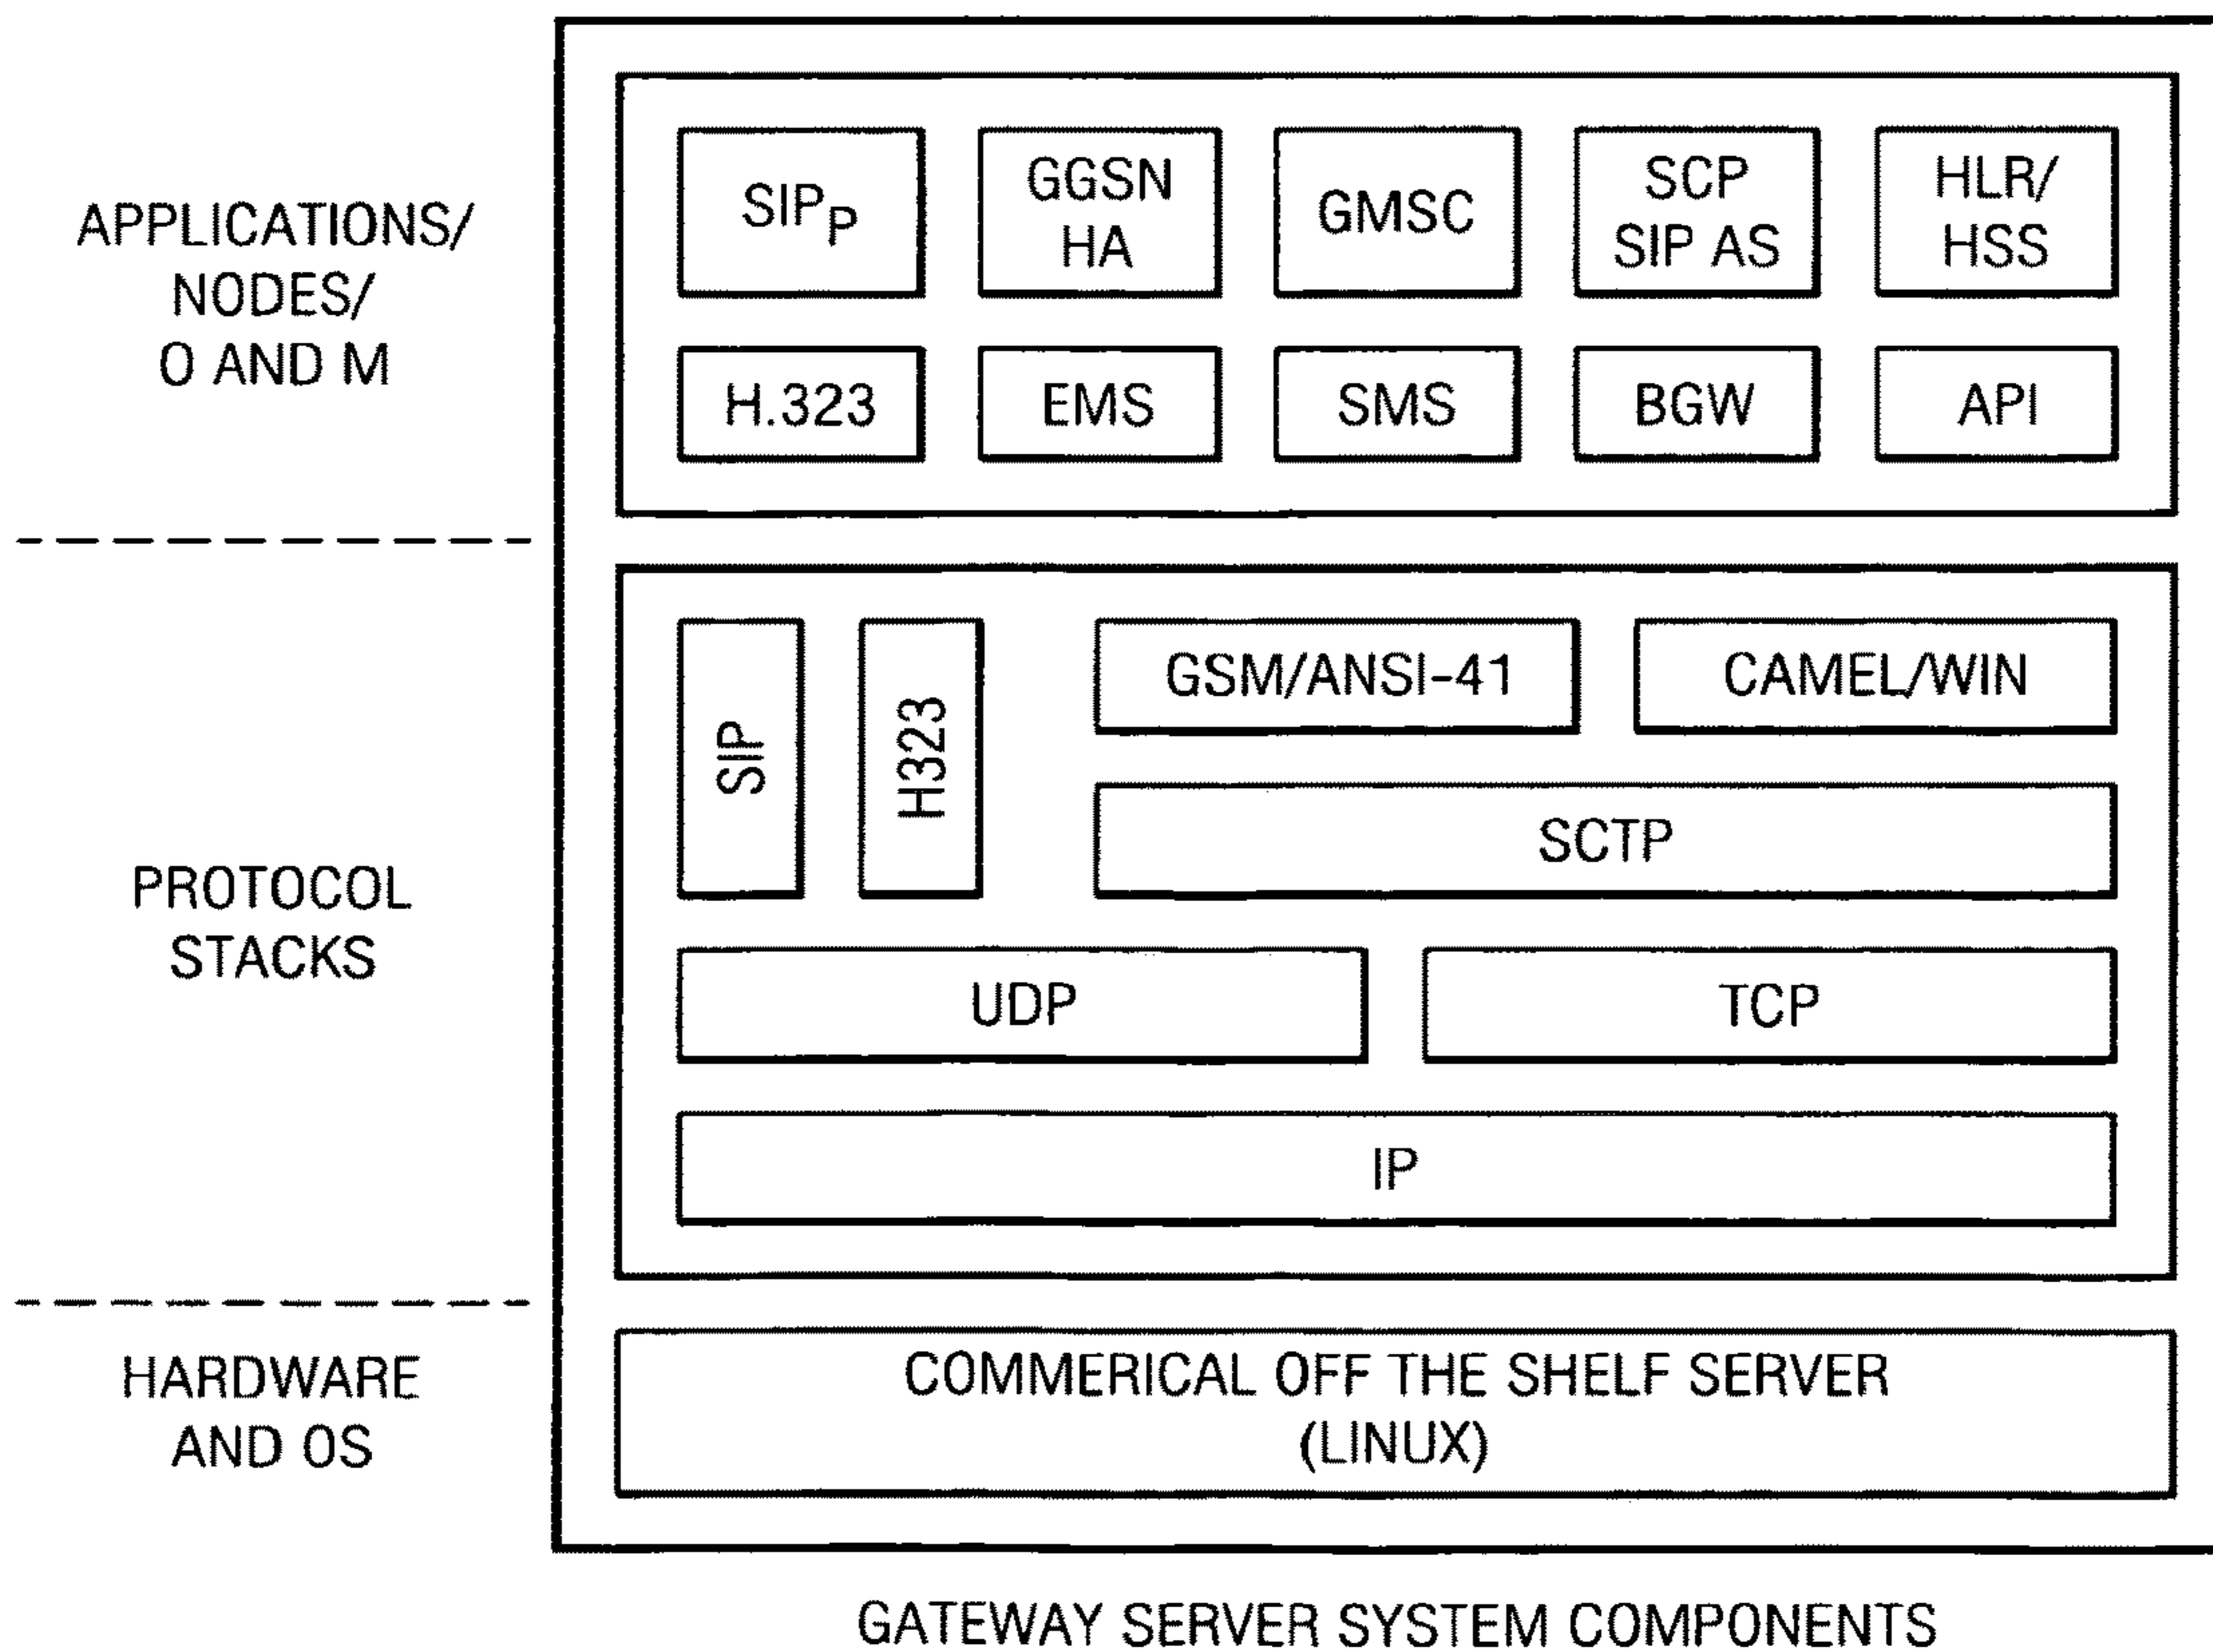 APPLICATIONS/
NODES/
O AND M
SIPP
GGSN
HA
GMSC
SCP
SIP AS
HLR/
HSS
H.323
EMS
SMS
BGW
API
PROTOCOL
STACKS
SIP
H323
GSM/ANSI-41
CAMEL/WIN
SCTP
UDP
TCP
IP
HARDWARE
AND OS
COMMERICAL OFF THE SHELF SERVER
(LINUX)
GATEWAY SERVER SYSTEM COMPONENTS